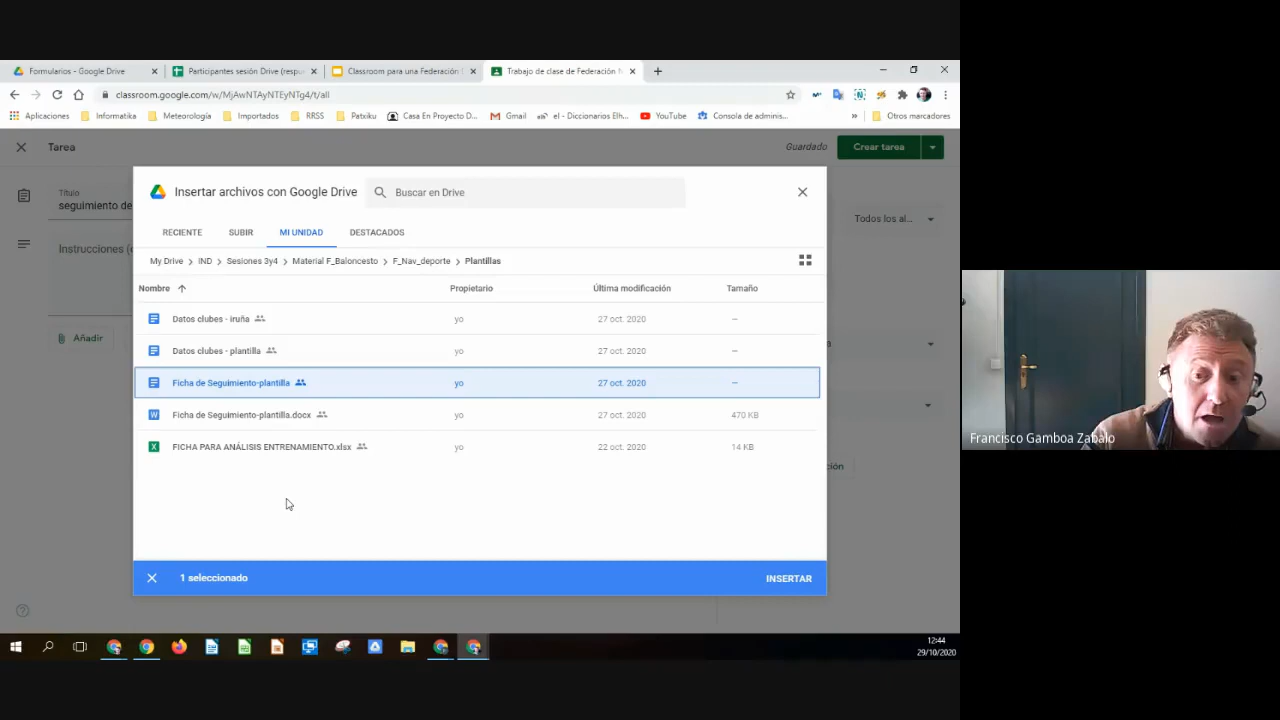 Formularios - Google Drive
Participantes sesión Drive (respu
Classroom para una Federación
Trabajo de clase de Federación N
classroom.google.com/w/MjAwNTAyNTEyNTg4/t/all
Aplicaciones
Informatika
Meteorología
Importados
RRSS
Patxiku
Casa En Proyecto D...
Gmail
el - Diccionarios Elh...
YouTube
Consola de adminis...
»
Otros marcadores
Tarea
Guardado
Crear tarea
Título
seguimiento de
Instrucciones (
Añadir
Todos los al...
Insertar archivos con Google Drive
Buscar en Drive
RECIENTE
SUBIR
MI UNIDAD
DESTACADOS
My Drive > IND > Sesiones 3y4 > Material F_Baloncesto > F_Nav_deporte > Plantillas
Nombre Propietario Última modificación Tamaño
Datos clubes - iruña yo 27 oct. 2020 –
Datos clubes - plantilla yo 27 oct. 2020 –
Ficha de Seguimiento-plantilla yo 27 oct. 2020 –
Ficha de Seguimiento-plantilla.docx yo 27 oct. 2020 470 KB
FICHA PARA ANÁLISIS ENTRENAMIENTO.xlsx yo 22 oct. 2020 14 KB
ción
1 seleccionado
INSERTAR
12:44
29/10/2020
Francisco Gamboa Zabalo